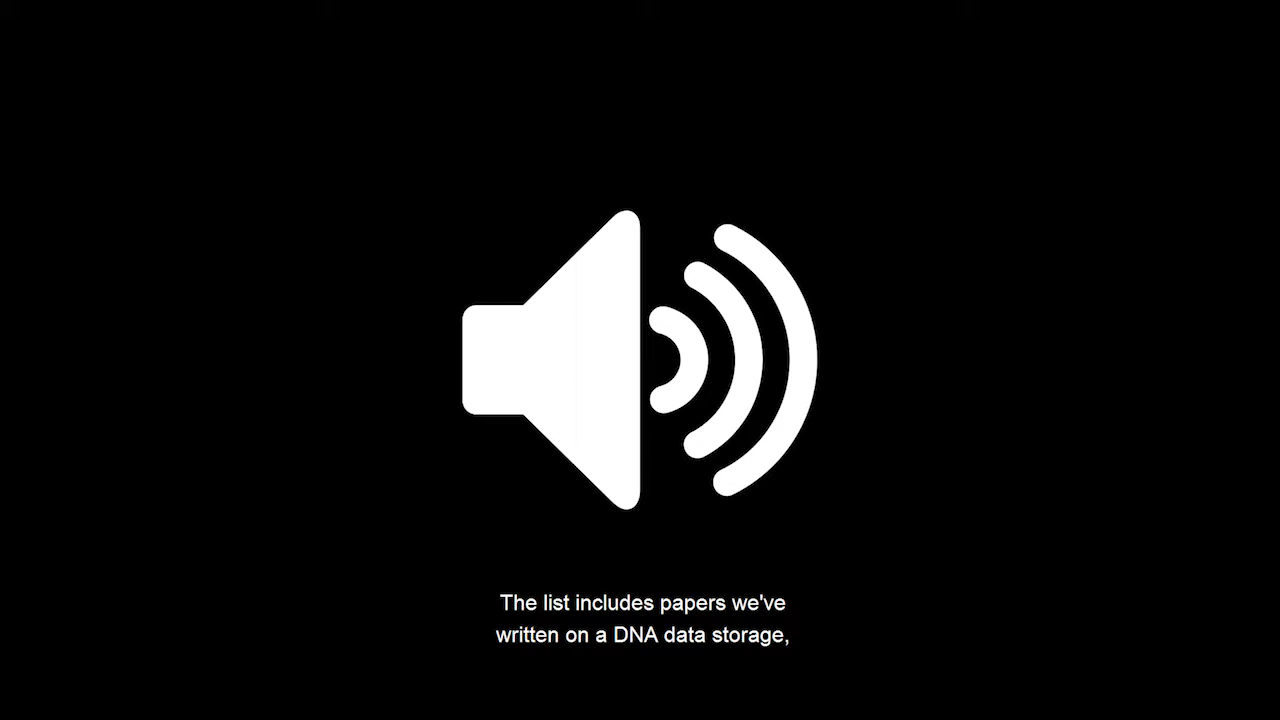 The list includes papers we've
written on a DNA data storage,